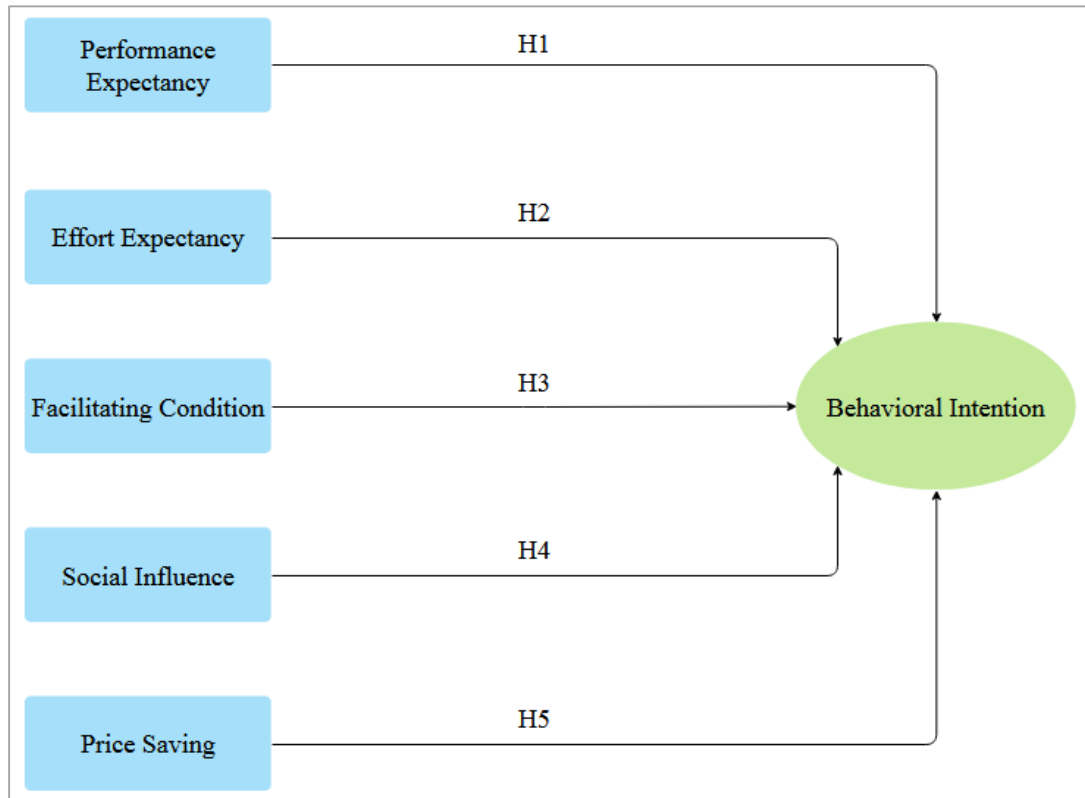 Performance
Expectancy
H1
Effort Expectancy
H2
Facilitating Condition
H3
Behavioral Intention
Social Influence
H4
Price Saving
H5